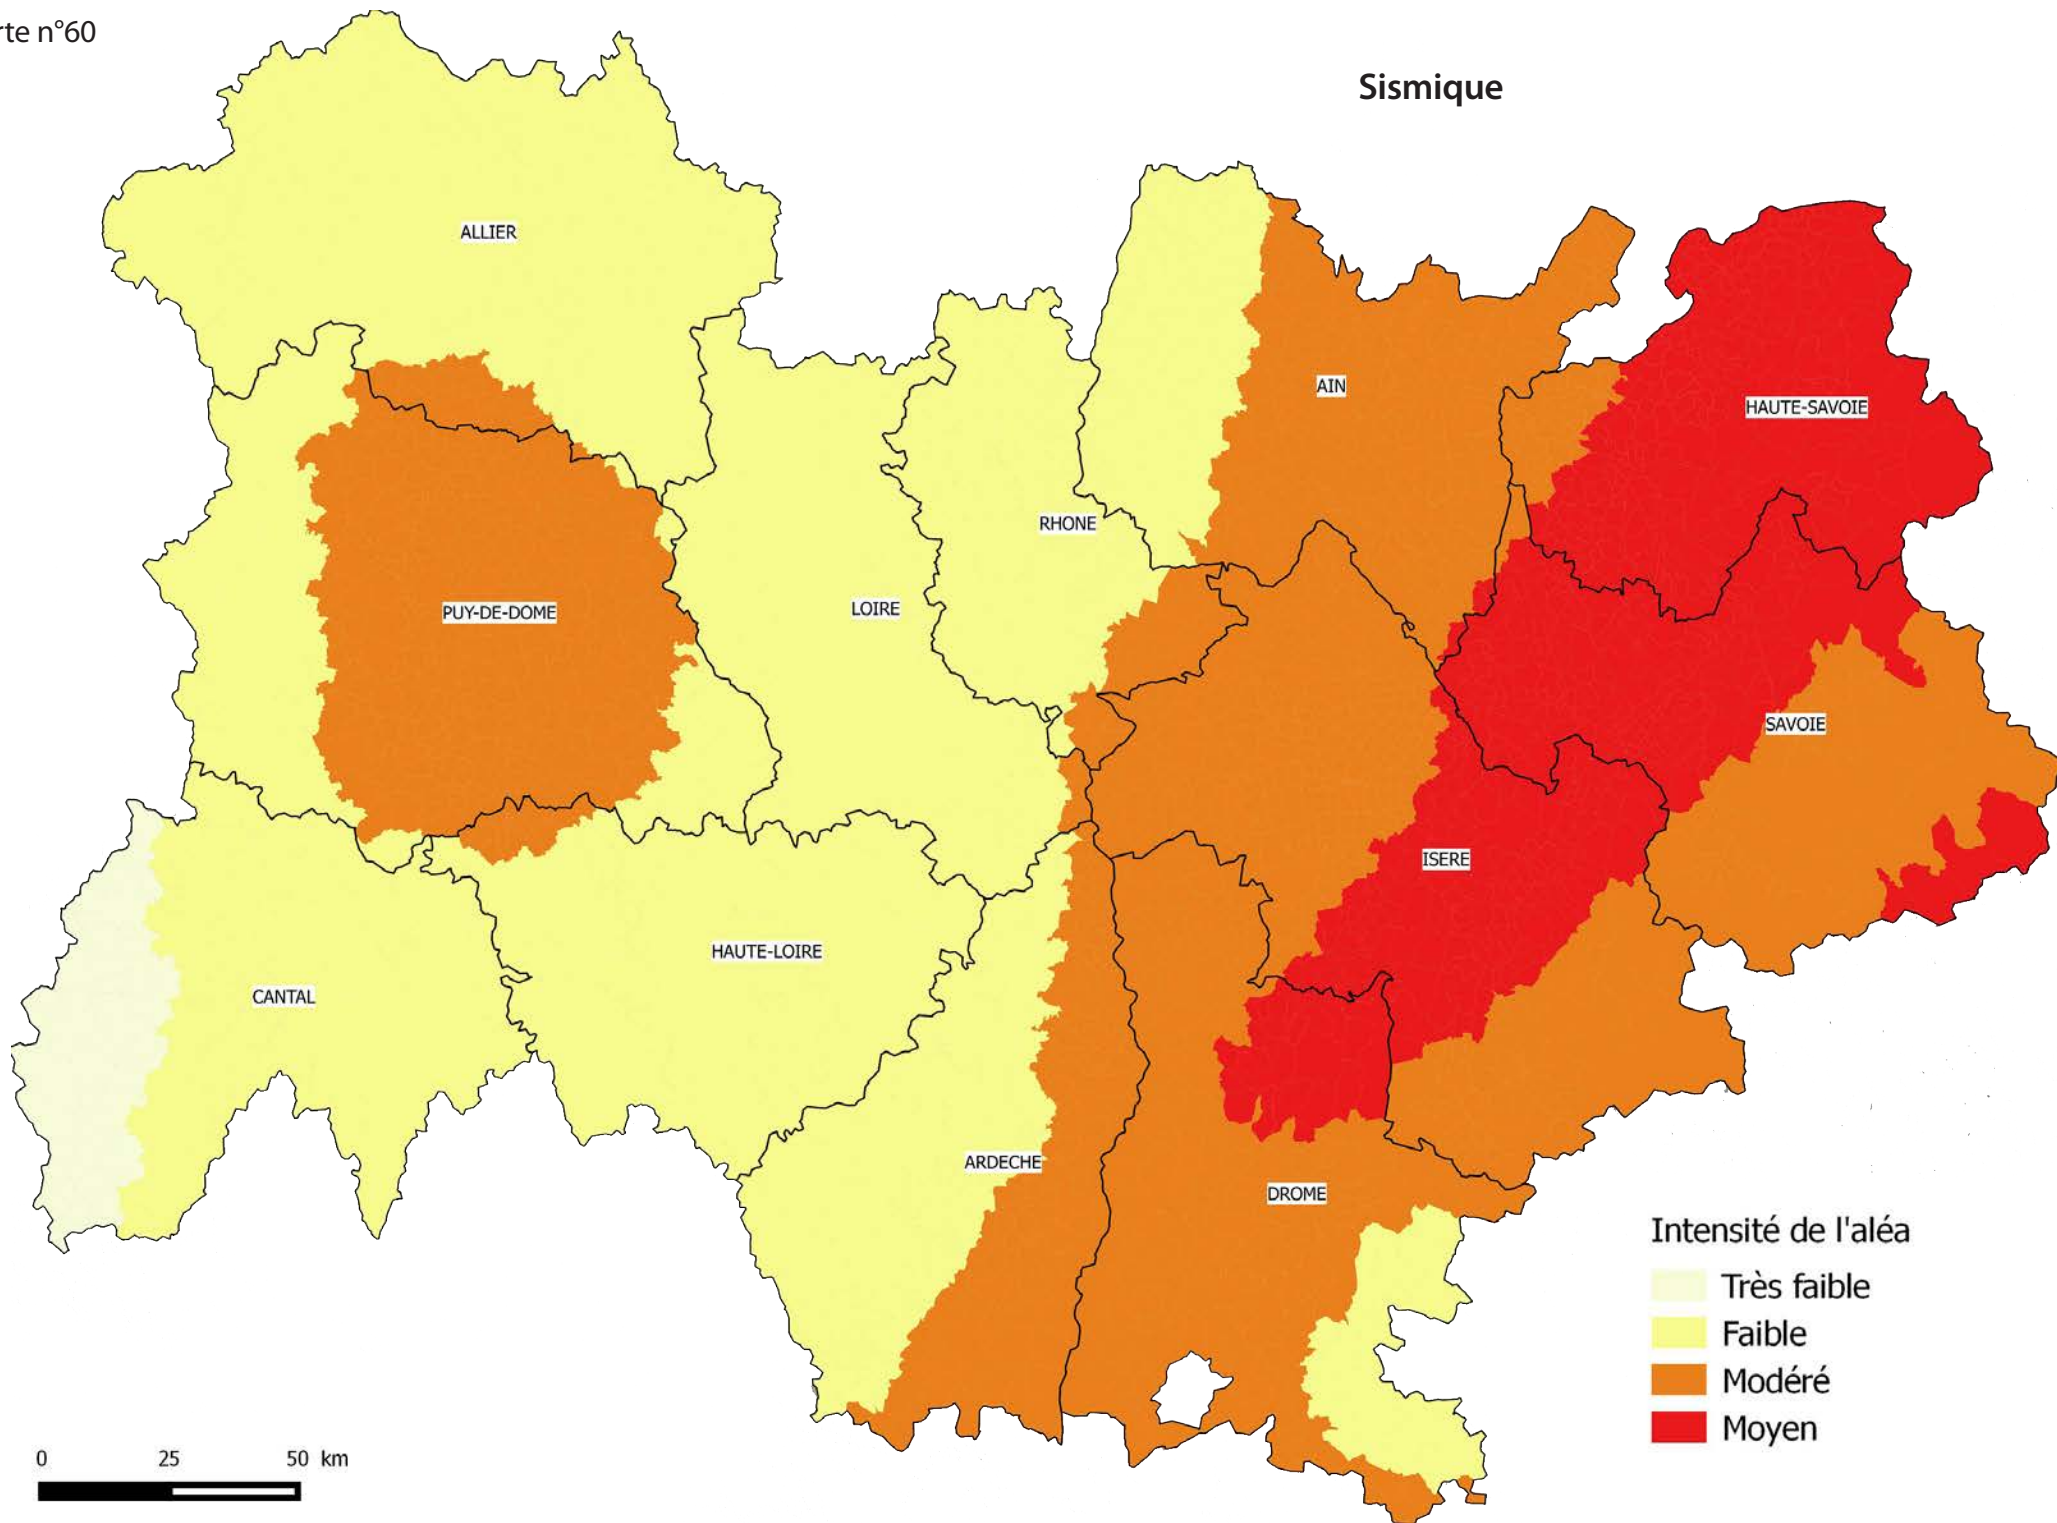 rte n°60
Sismique
ALLIER
AIN
HAUTE-SAVOIE
RHONE
PUY-DE-DOME
LOIRE
SAVOIE
ISERE
HAUTE-LOIRE
CANTAL
ARDECHE
DROME
Intensité de l'aléa
Très faible
Faible
Modéré
Moyen
0 25 50 km